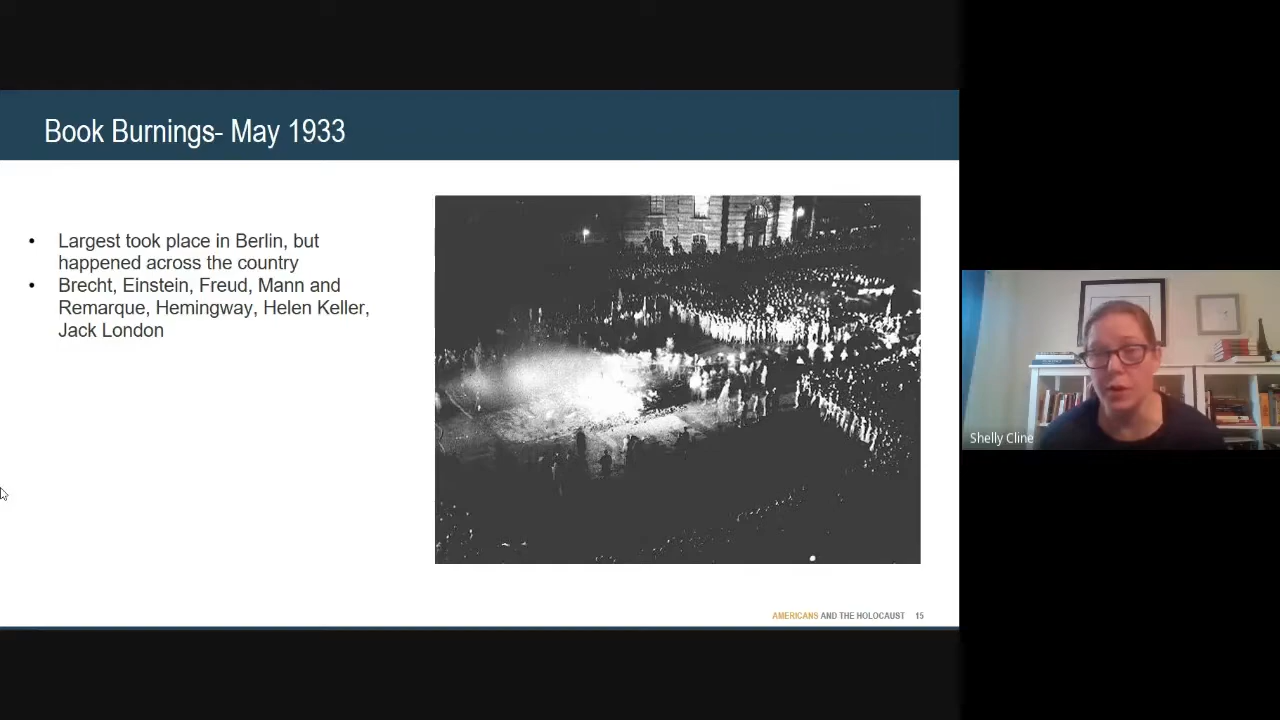 Book Burnings- May 1933
• Largest took place in Berlin, but
happened across the country
• Brecht, Einstein, Freud, Mann and
Remarque, Hemingway, Helen Keller,
Jack London
AMERICANS AND THE HOLOCAUST 15
Shelly Cline